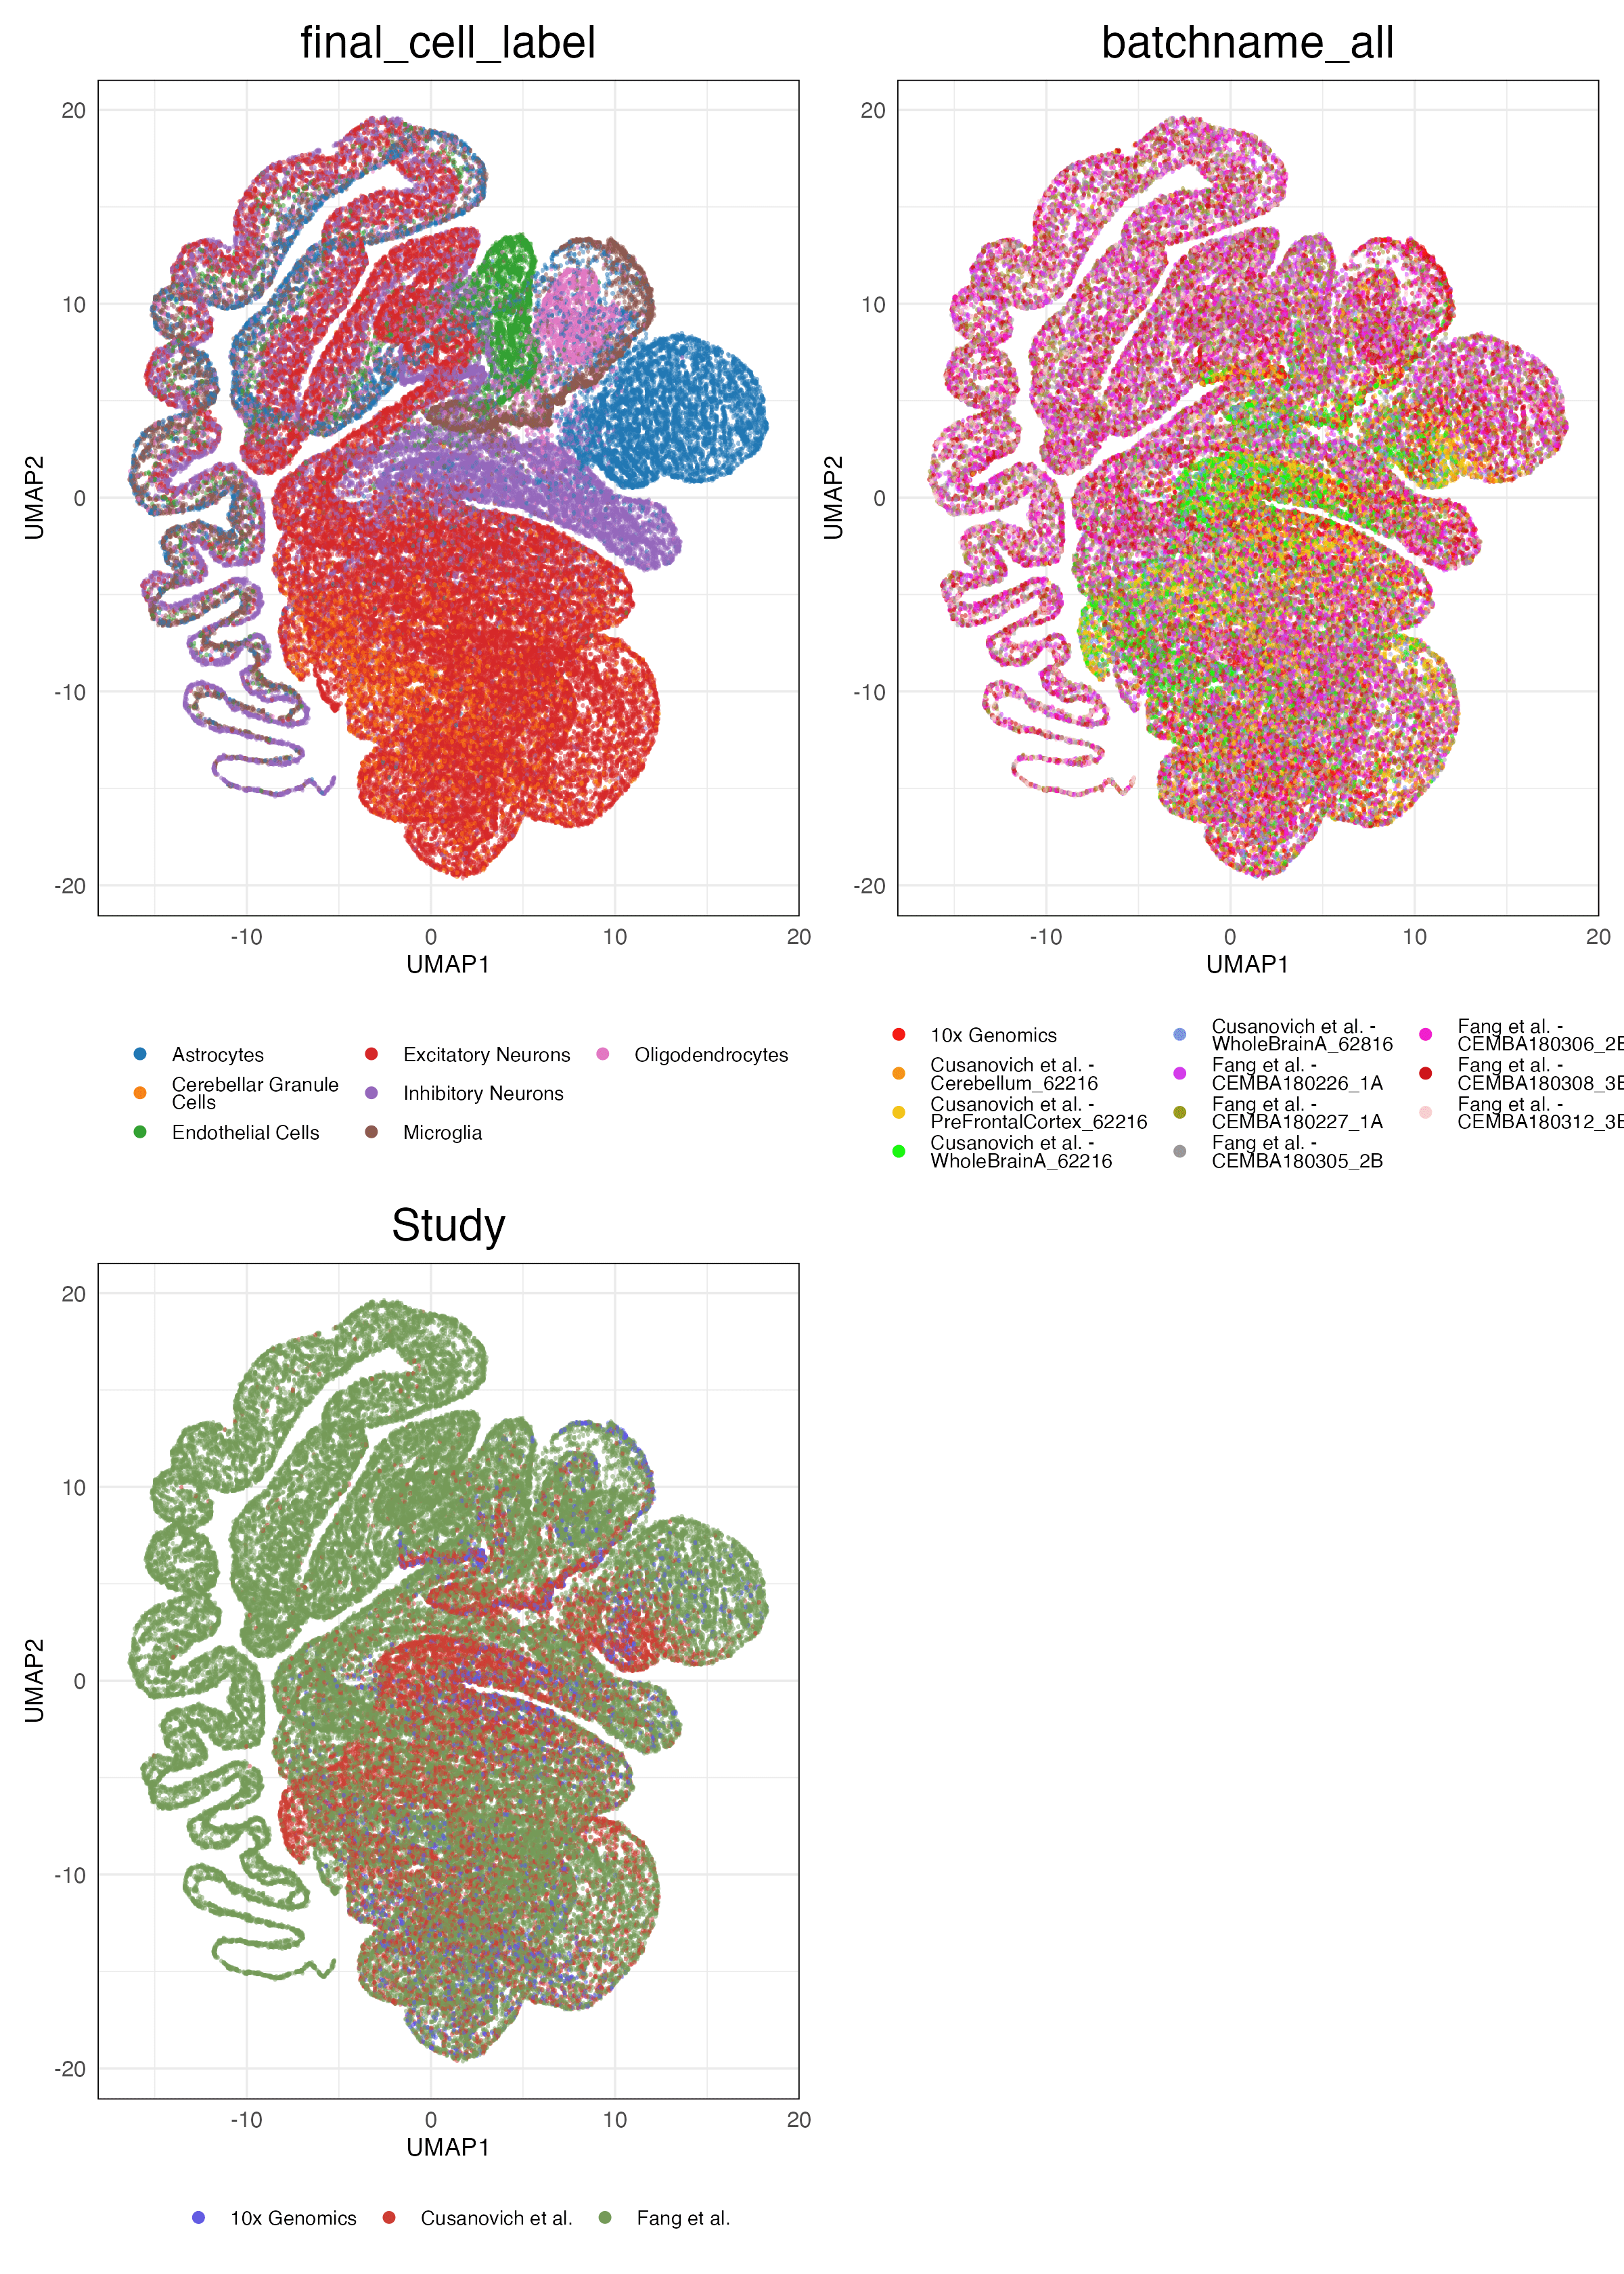 final_cell_label
batchname_all
20
10
0
-10
-20
UMAP2
-10
0
10
20
UMAP1
20
10
0
-10
-20
UMAP2
-10
0
10
20
UMAP1
Astrocytes
Cerebellar Granule
Cells
Endothelial Cells
Excitatory Neurons
Inhibitory Neurons
Microglia
Oligodendrocytes
10x Genomics
Cusanovich et al. -
Cerebellum_62216
Cusanovich et al. -
PreFrontalCortex_62216
Cusanovich et al. -
WholeBrainA_62216
Cusanovich et al. -
WholeBrainA_62816
Fang et al. -
CEMBA180226_1A
Fang et al. -
CEMBA180227_1A
Fang et al. -
CEMBA180305_2B
Fang et al. -
CEMBA180306_2B
Fang et al. -
CEMBA180308_3B
Fang et al. -
CEMBA180312_3B
Study
20
10
0
-10
-20
UMAP2
-10
0
10
20
UMAP1
10x Genomics
Cusanovich et al.
Fang et al.